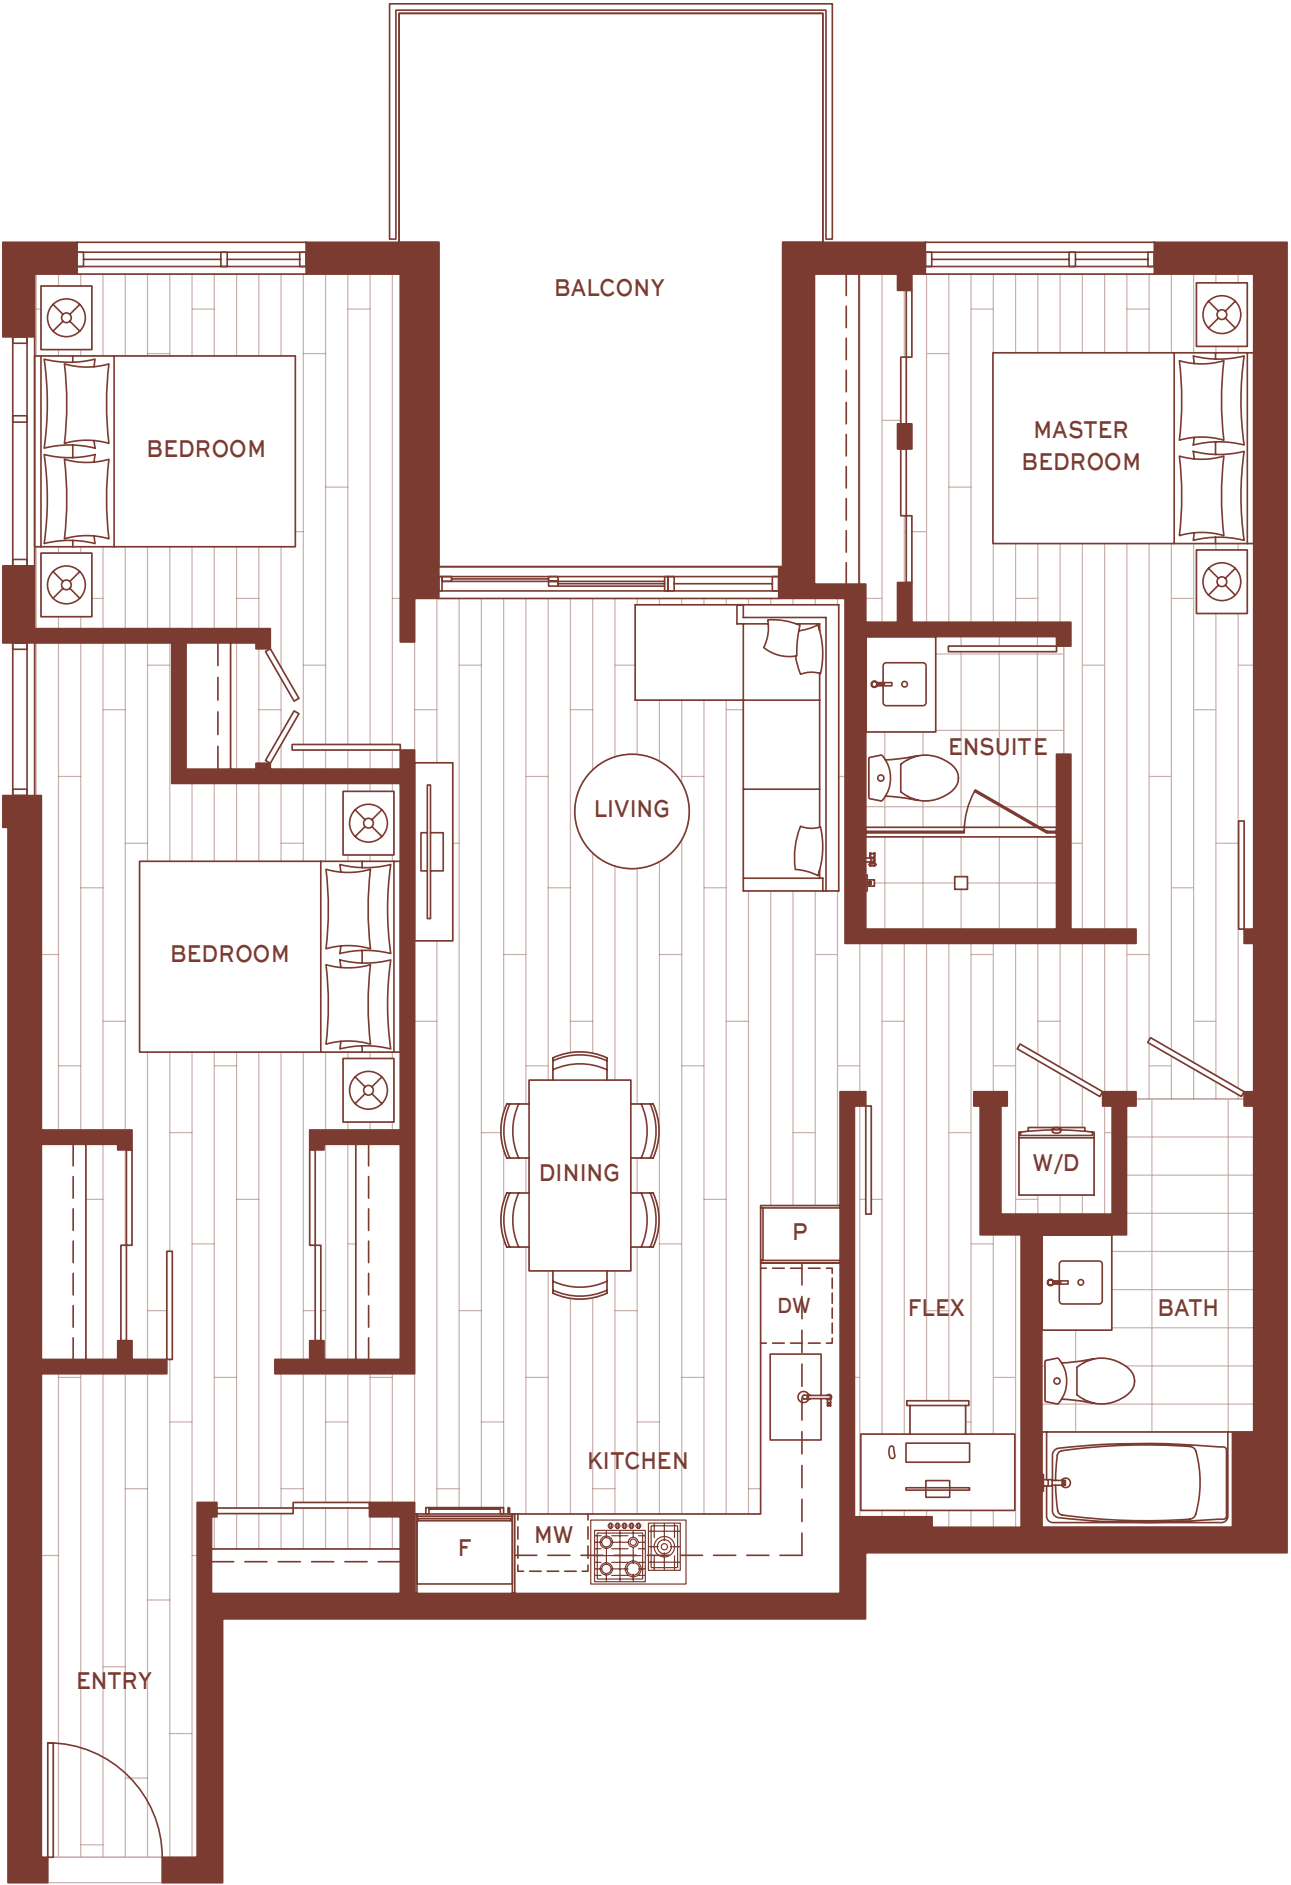 BALCONY
MASTER
BEDROOM
BEDROOM
ENSUITE
LIVING
BEDROOM
W/D
DINING
P
DW
FLEX
BATH
KITCHEN
MW
F
ENTRY